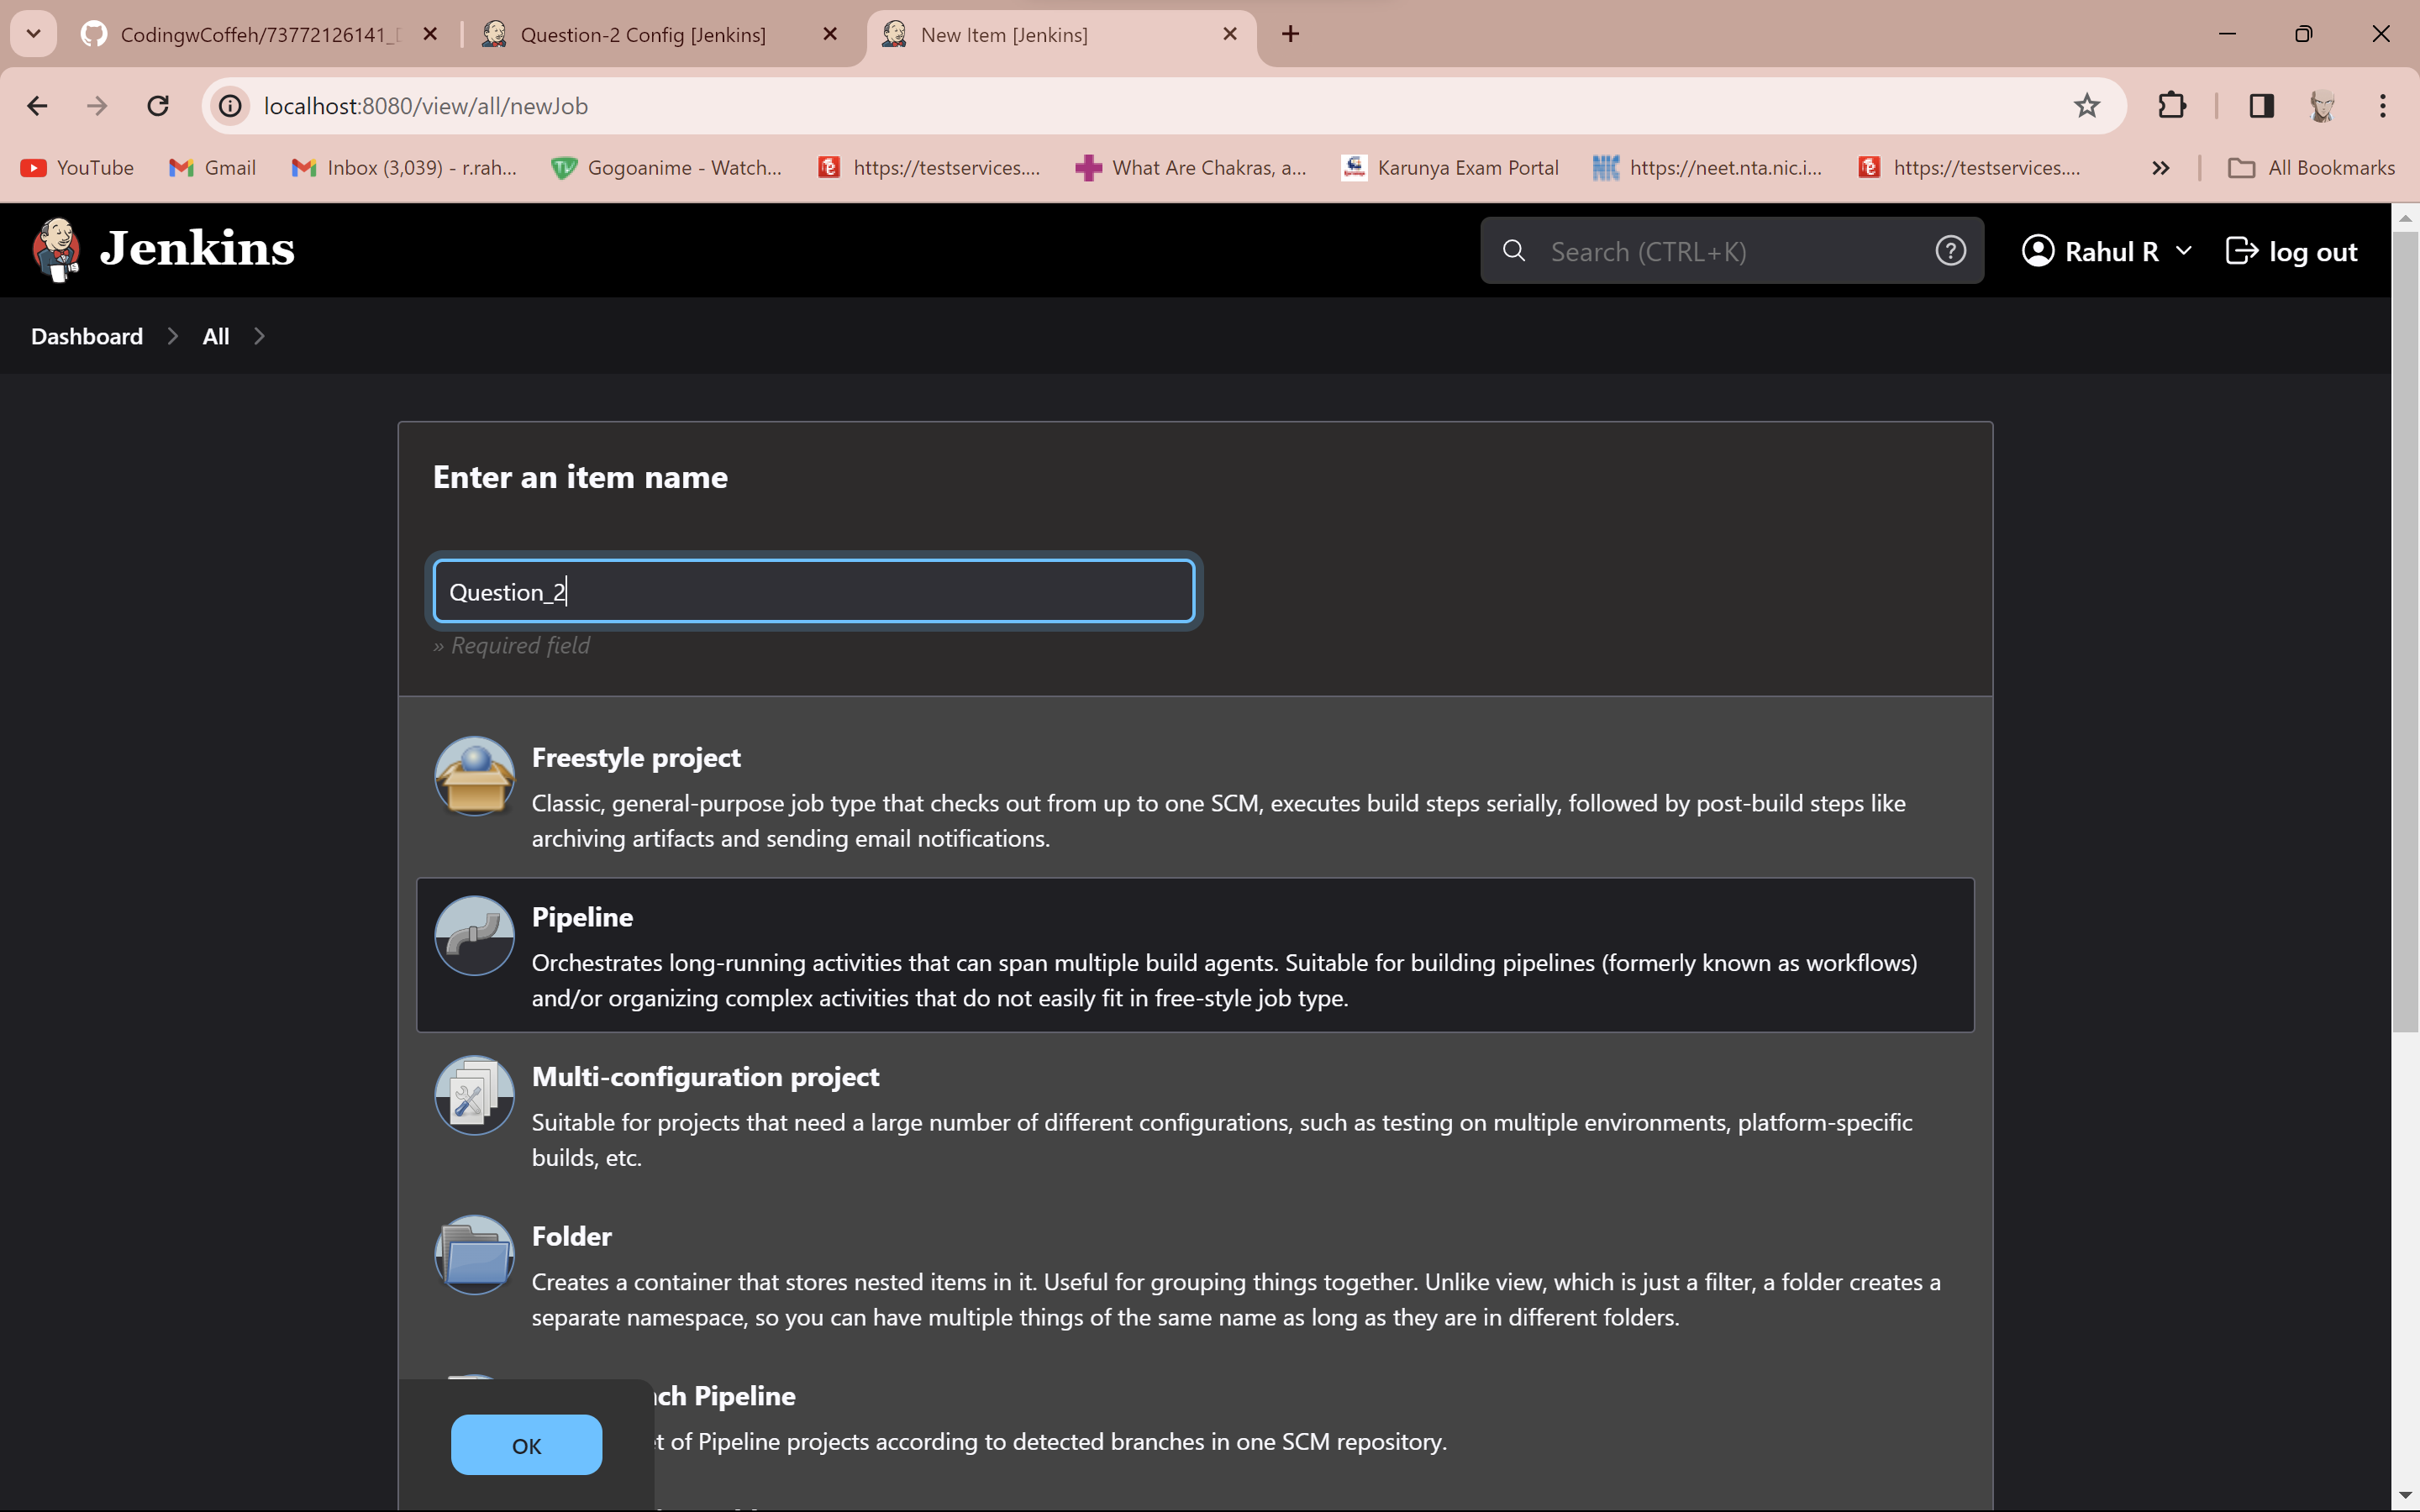 CodingwCoffeh/73772126141_
Question-2 Config [Jenkins]
New Item [Jenkins]
localhost:8080/view/all/newJob
YouTube
Gmail
Inbox (3,039) - r.rah...
Gogoanime - Watch...
https://testservices....
What Are Chakras, a...
Karunya Exam Portal
https://neet.nta.nic.i...
https://testservices....
All Bookmarks
Jenkins
Search (CTRL+K)
Rahul R
log out
Dashboard
All
Enter an item name
Question_2
» Required field
Freestyle project
Classic, general-purpose job type that checks out from up to one SCM, executes build steps serially, followed by post-build steps like
archiving artifacts and sending email notifications.
Pipeline
Orchestrates long-running activities that can span multiple build agents. Suitable for building pipelines (formerly known as workflows)
and/or organizing complex activities that do not easily fit in free-style job type.
Multi-configuration project
Suitable for projects that need a large number of different configurations, such as testing on multiple environments, platform-specific
builds, etc.
Folder
Creates a container that stores nested items in it. Useful for grouping things together. Unlike view, which is just a filter, a folder creates a
separate namespace, so you can have multiple things of the same name as long as they are in different folders.
ch Pipeline
t of Pipeline projects according to detected branches in one SCM repository.
OK